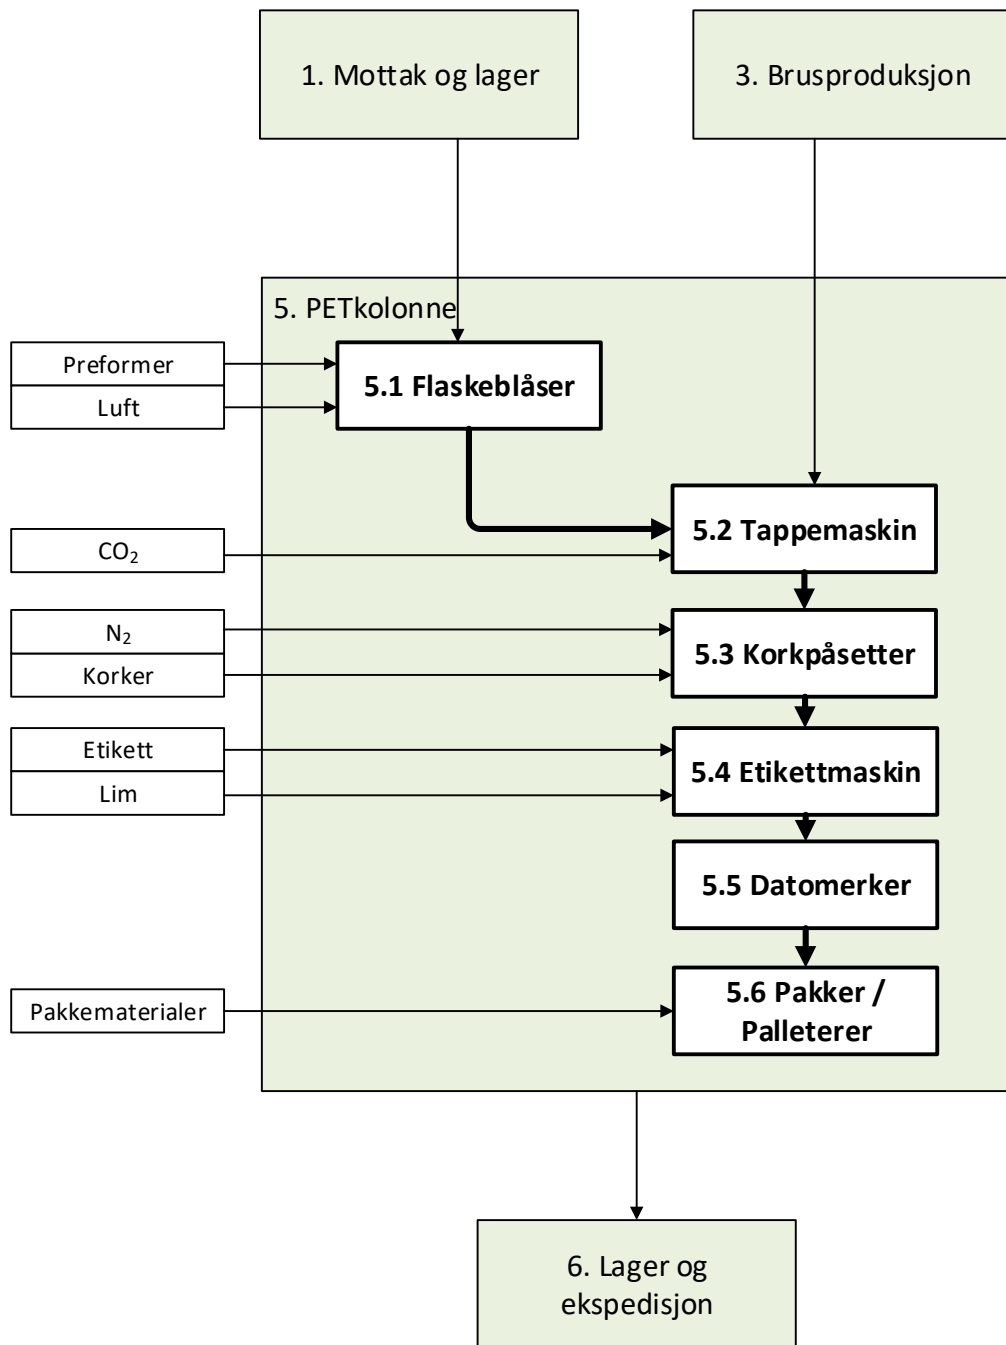 1. Mottak og lager
3. Brusproduksjon
5. PETkolonne
Preformer
Luft
5.1 Flaskeblåser
5.2 Tappemaskin
CO₂
N₂
Korker
5.3 Korkpåsetter
Etikett
Lim
5.4 Etikettmaskin
5.5 Datomerker
Pakkematerialer
5.6 Pakker /
Palleterer
6. Lager og
ekspedisjon